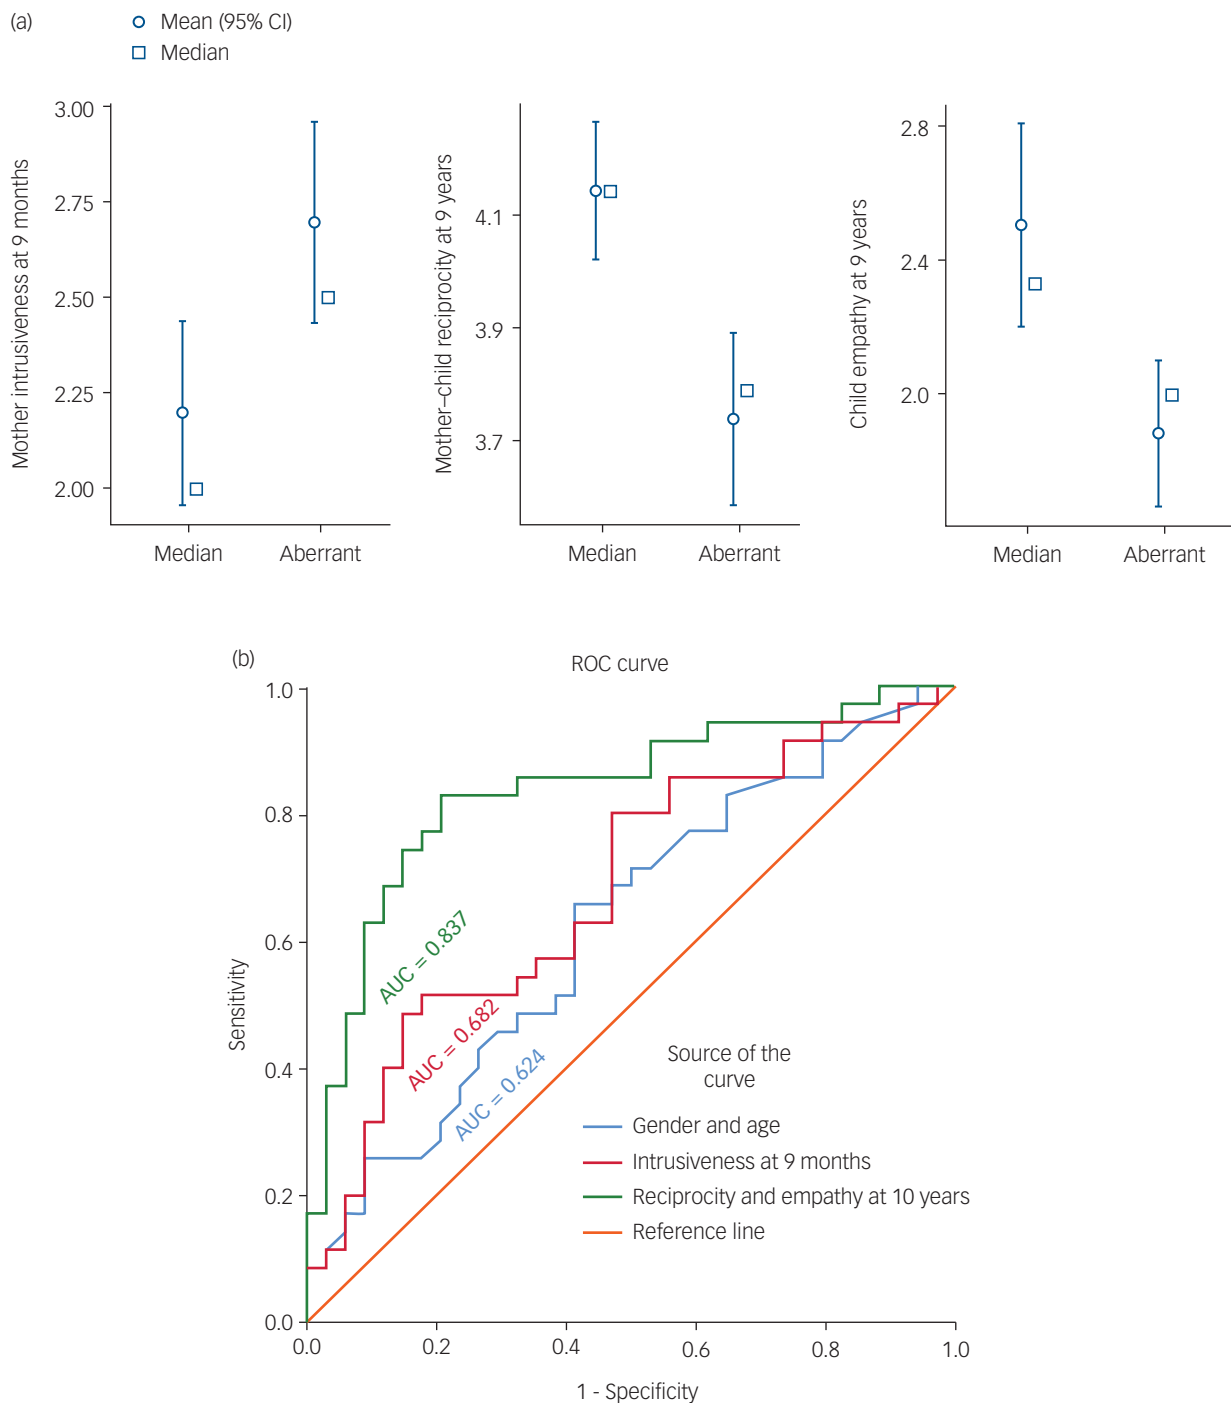 (a)
Mean (95% CI)
Median
Mother intrusiveness at 9 months
3.00
2.75
2.50
2.25
2.00
Median
Aberrant
Mother–child reciprocity at 9 years
4.1
3.9
3.7
Median
Aberrant
Child empathy at 9 years
2.8
2.4
2.0
Median
Aberrant
(b)
ROC curve
Sensitivity
1.0
0.8
0.6
0.4
0.2
0.0
AUC = 0.837
AUC = 0.682
AUC = 0.624
Source of the
curve
Gender and age
Intrusiveness at 9 months
Reciprocity and empathy at 10 years
Reference line
0.0
0.2
0.4
0.6
0.8
1.0
1 - Specificity